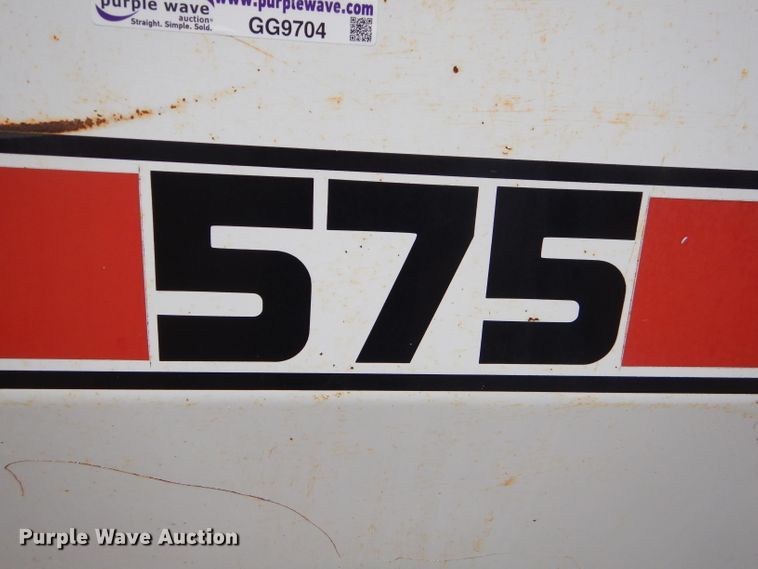 purple wave
auction®
Straight. Simple. Sold.
www.purplewave.com
GG9704
575
Purple Wave Auction